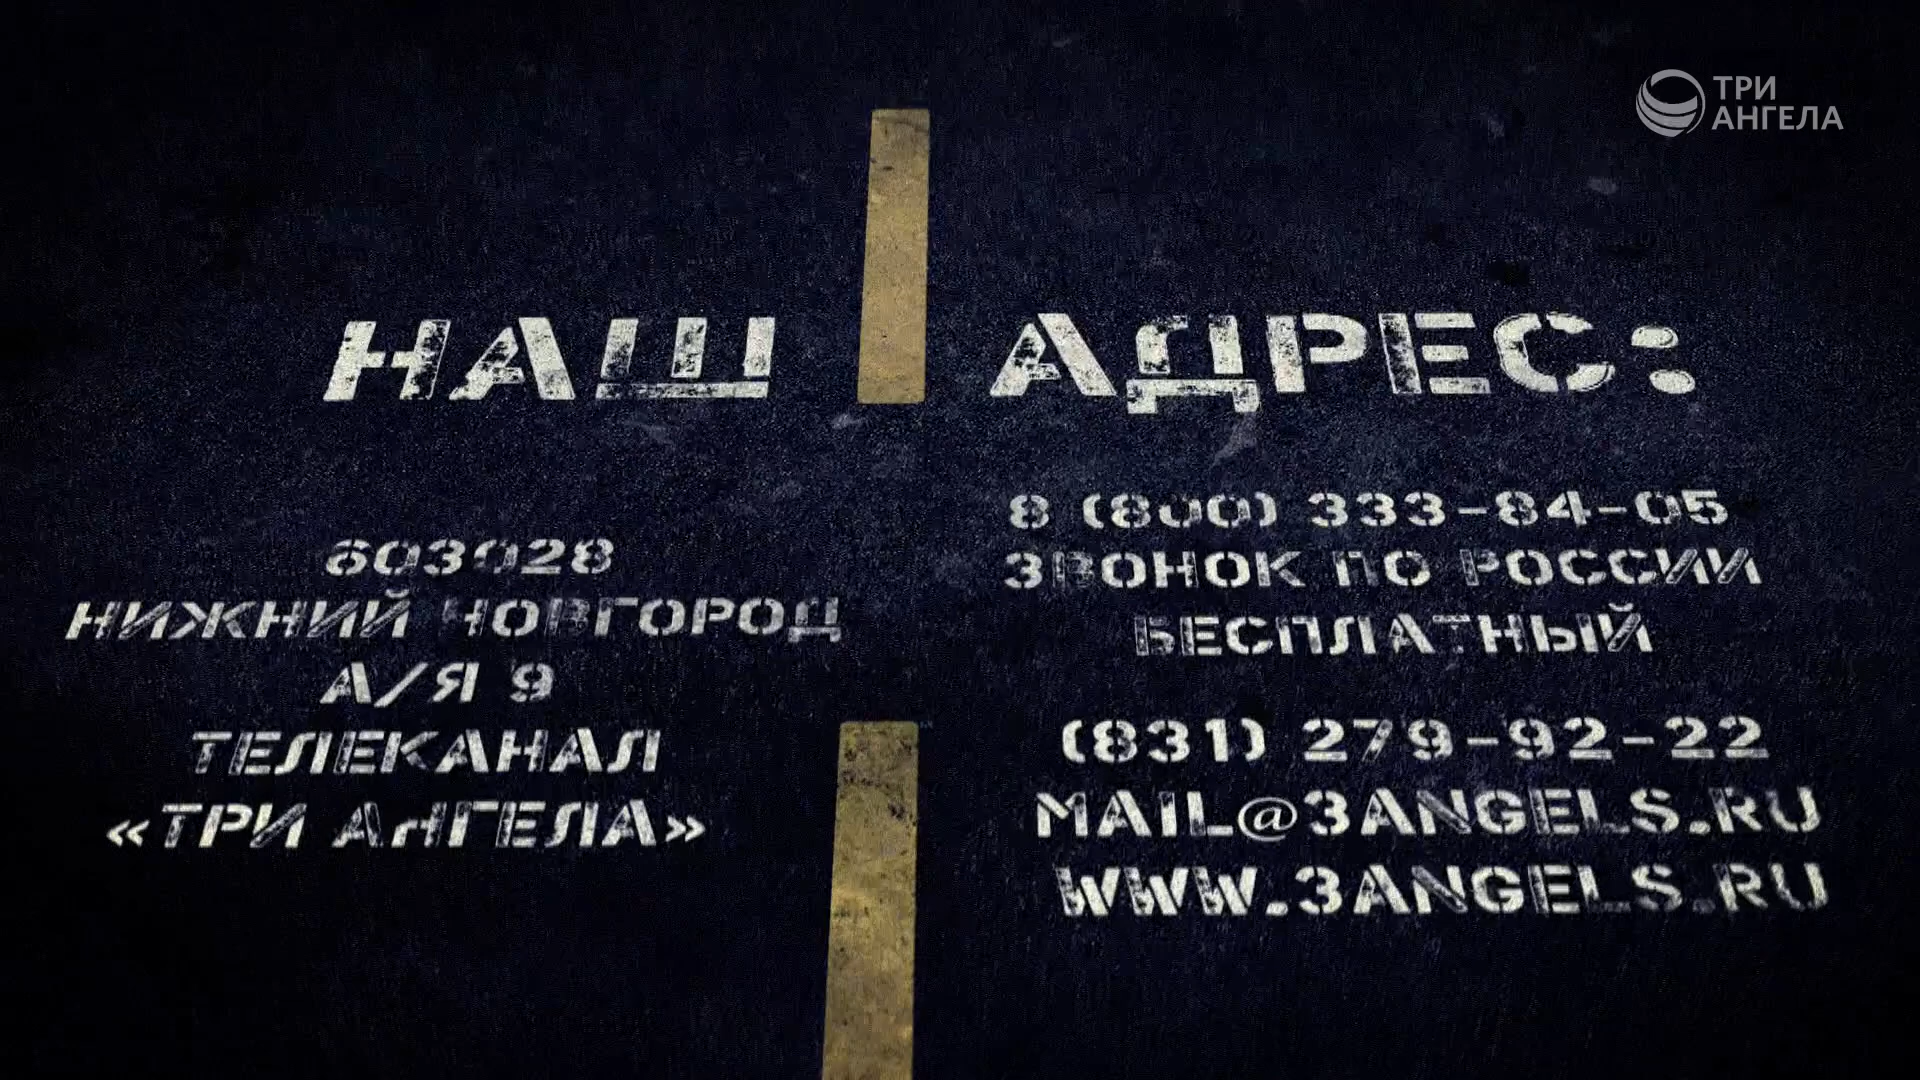 ТРИ
АНГЕЛА
НАШ АДРЕС:
603028
НИЖНИЙ НОВГОРОД
А/Я 9
ТЕЛЕКАНАЛ
«ТРИ АНГЕЛА»
8 (800) 333-84-05
ЗВОНОК ПО РОССИИ
БЕСПЛАТНЫЙ
(831) 279-92-22
MAIL@3ANGELS.RU
WWW.3ANGELS.RU